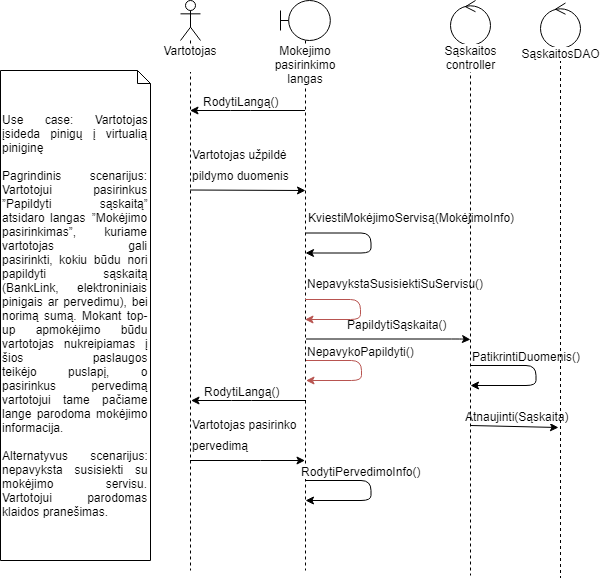 Vartotojas
Mokėjimo
pasirinkimo
langas
Sąskaitos
controller
SąskaitosDAO
Use case: Vartotojas
įsideda pinigų į virtualią
piniginę
Pagrindinis scenarijus:
Vartotojui pasirinkus
"Papildyti sąskaitą"
atsidaro langas "Mokėjimo
pasirinkimas", kuriame
vartotojas gali
pasirinkti, kokiu būdu nori
papildyti sąskaitą
(BankLink, elektroniniais
pinigais ar pervedimu), bei
norimą sumą. Mokant top-
up apmokėjimo būdu
vartotojas nukreipiamas į
šios paslaugos
teikėjo puslapį, o
pasirinkus pervedimą
vartotojui tame pačiame
lange parodoma mokėjimo
informacija.
Alternatyvus scenarijus:
nepavyksta susisiekti su
mokėjimo servisu.
Vartotojui parodomas
klaidos pranešimas.
RodytiLangą()
Vartotojas užpildė
pildymo duomenis
KviestiMokėjimoServisą(MokėjimoInfo)
NepavykstaSusisiektiSuServisu()
PapildytiSąskaita()
NepavykoPapildyti()
PatikrintiDuomenis()
RodytiLangą()
Atnaujinti(Sąskaita)
Vartotojas pasirinko
pervedimą
RodytiPervedimoInfo()